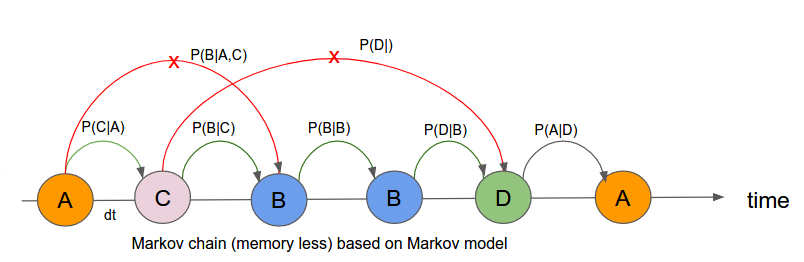 P(D|)
P(B|A,C)
P(C|A) P(B|C) P(B|B) P(D|B) P(A|D)
X X
A C B B D A time
dt
Markov chain (memory less) based on Markov model